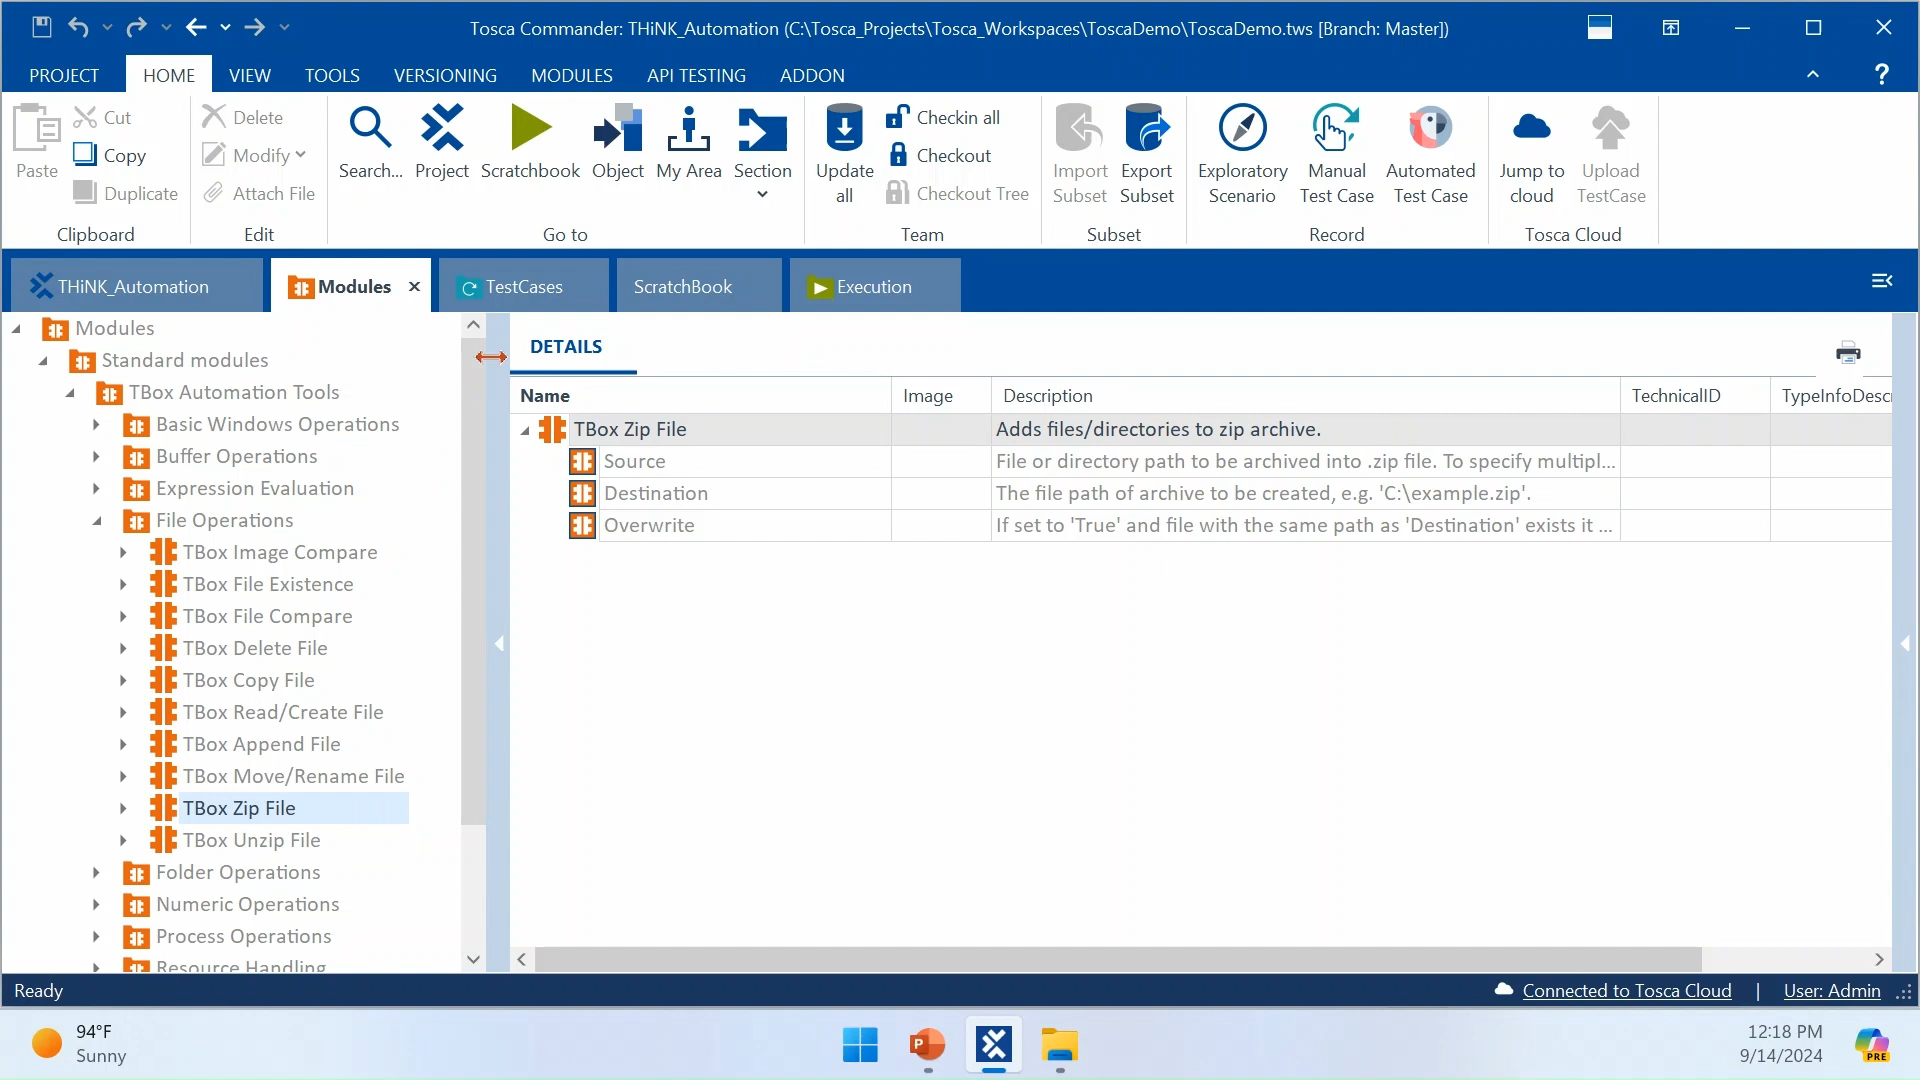 Tosca Commander: THiNK_Automation (C:\Tosca_Projects\Tosca_Workspaces\ToscaDemo\ToscaDemo.tws [Branch: Master])
PROJECT HOME VIEW TOOLS VERSIONING MODULES API TESTING ADDON ?
Paste
Cut
Copy
Duplicate
Clipboard
Delete
Modify
Attach File
Edit
Search... Project Scratchbook Object My Area Section
Go to
Update all
Checkin all
Checkout
Checkout Tree
Team
Import Subset
Export Subset
Subset
Exploratory Scenario
Manual Test Case
Automated Test Case
Record
Jump to cloud
Upload TestCase
Tosca Cloud
THiNK_Automation Modules TestCases ScratchBook Execution
Modules
Standard modules
TBox Automation Tools
Basic Windows Operations
Buffer Operations
Expression Evaluation
File Operations
TBox Image Compare
TBox File Existence
TBox File Compare
TBox Delete File
TBox Copy File
TBox Read/Create File
TBox Append File
TBox Move/Rename File
TBox Zip File
TBox Unzip File
Folder Operations
Numeric Operations
Process Operations
Resource Handling
DETAILS
Name Image Description TechnicalID TypeInfoDescr
TBox Zip File Adds files/directories to zip archive.
Source File or directory path to be archived into .zip file. To specify multipl...
Destination The file path of archive to be created, e.g. 'C:\example.zip'.
Overwrite If set to 'True' and file with the same path as 'Destination' exists it ...
Ready Connected to Tosca Cloud | User: Admin
94°F
Sunny
P
12:18 PM
9/14/2024
PRE